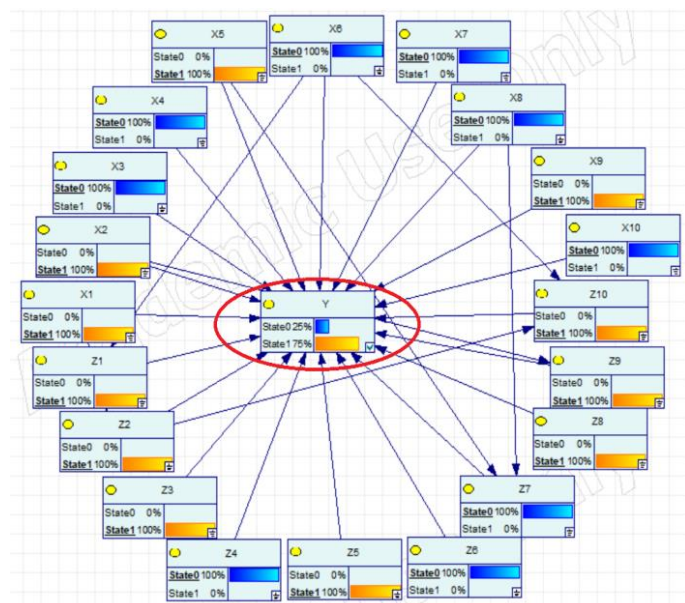 X5
State0 0%
State1 100%
X6
State0 100%
State1 0%
X7
State0 100%
State1 0%
X4
State0 100%
State1 0%
X8
State0 100%
State1 0%
X3
State0 100%
State1 0%
X9
State0 0%
State1 100%
X2
State0 0%
State1 100%
X10
State0 100%
State1 0%
X1
State0 0%
State1 100%
Y
State0 25%
State1 75%
Z10
State0 0%
State1 100%
Z1
State0 0%
State1 100%
Z9
State0 0%
State1 100%
Z2
State0 0%
State1 100%
Z8
State0 0%
State1 100%
Z3
State0 0%
State1 100%
Z7
State0 100%
State1 0%
Z4
State0 100%
State1 0%
Z5
State0 0%
State1 100%
Z6
State0 100%
State1 0%
Academic Use Only